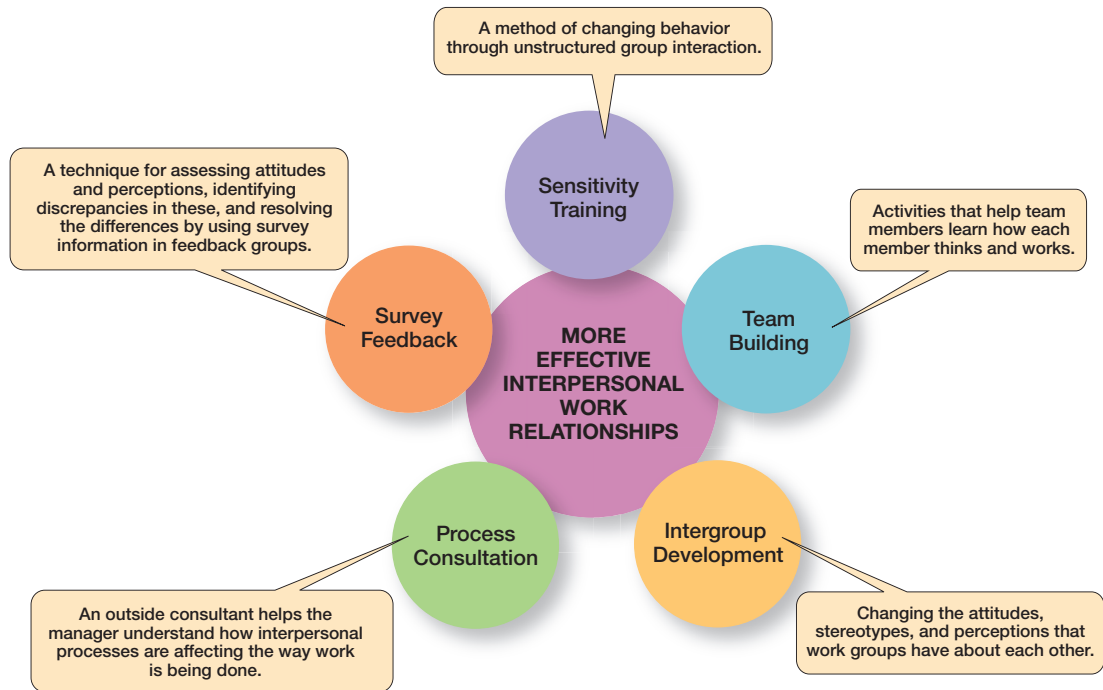 A method of changing behavior
through unstructured group interaction.
Sensitivity
Training
A technique for assessing attitudes
and perceptions, identifying
discrepancies in these, and resolving
the differences by using survey
information in feedback groups.
Activities that help team
members learn how each
member thinks and works.
Survey
Feedback
Team
Building
MORE
EFFECTIVE
INTERPERSONAL
WORK
RELATIONSHIPS
Process
Consultation
Intergroup
Development
An outside consultant helps the
manager understand how interpersonal
processes are affecting the way work
is being done.
Changing the attitudes,
stereotypes, and perceptions that
work groups have about each other.